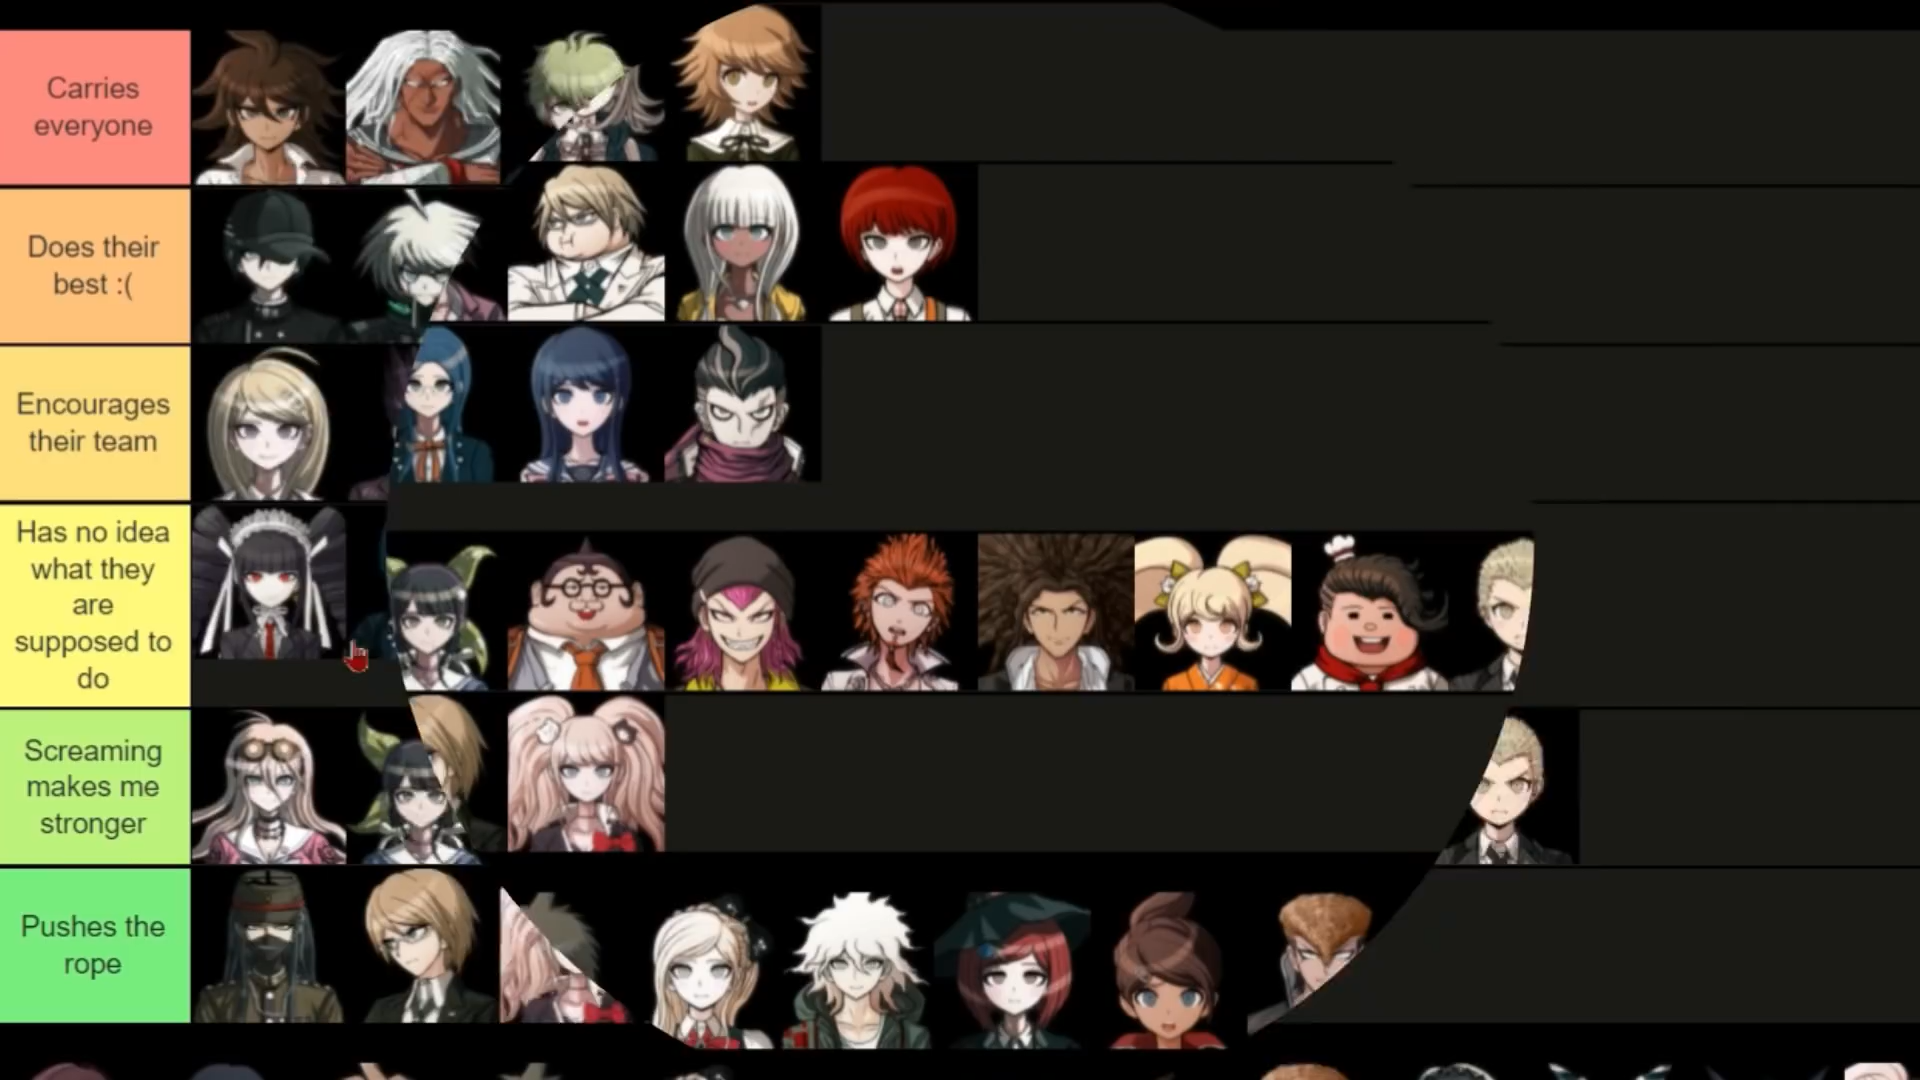 Carries
everyone
Does their
best :(
Encourages
their team
Has no idea
what they
are
supposed to
do
Screaming
makes me
stronger
Pushes the
rope